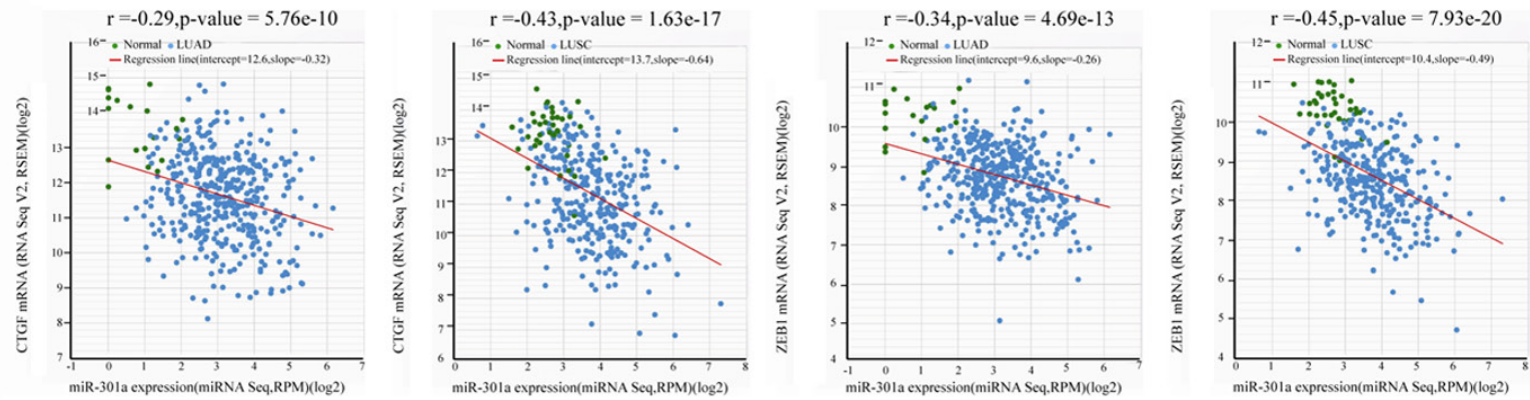 r =-0.29,p-value = 5.76e-10
Normal LUAD
Regression line(intercept=12.6,slope=-0.32)
16
15
14
13
12
11
10
9
8
7
-1 0 1 2 3 4 5 6 7
CTGF mRNA (RNA Seq V2, RSEM)(log2)
miR-301a expression(miRNA Seq,RPM)(log2)
r =-0.43,p-value = 1.63e-17
Normal LUSC
Regression line(intercept=13.7,slope=-0.64)
16
15
14
13
12
11
10
9
8
7
6
0 1 2 3 4 5 6 7 8
CTGF mRNA (RNA Seq V2, RSEM)(log2)
miR-301a expression(miRNA Seq,RPM)(log2)
r =-0.34,p-value = 4.69e-13
Normal LUAD
Regression line(intercept=9.6,slope=-0.26)
12
11
10
9
8
7
6
5
4
-1 0 1 2 3 4 5 6 7
ZEB1 mRNA (RNA Seq V2, RSEM)(log2)
miR-301a expression(miRNA Seq,RPM)(log2)
r =-0.45,p-value = 7.93e-20
Normal LUSC
Regression line(intercept=10.4,slope=-0.49)
12
11
10
9
8
7
6
5
4
0 1 2 3 4 5 6 7 8
ZEB1 mRNA (RNA Seq V2, RSEM)(log2)
miR-301a expression(miRNA Seq,RPM)(log2)